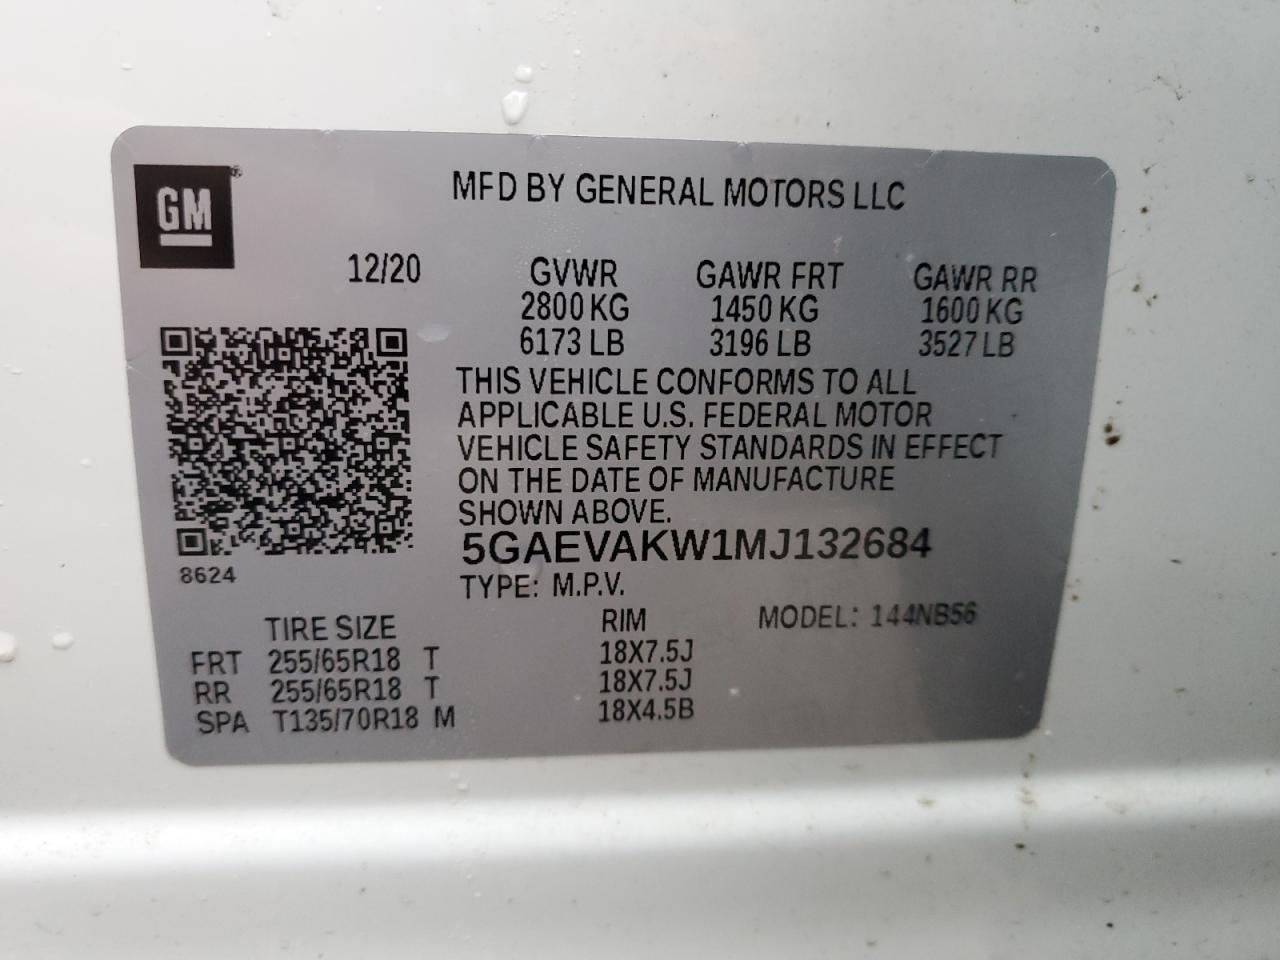 GM®
MFD BY GENERAL MOTORS LLC
12/20 GVWR GAWR FRT GAWR RR
2800 KG 1450 KG 1600 KG
6173 LB 3196 LB 3527 LB
THIS VEHICLE CONFORMS TO ALL
APPLICABLE U.S. FEDERAL MOTOR
VEHICLE SAFETY STANDARDS IN EFFECT
ON THE DATE OF MANUFACTURE
SHOWN ABOVE.
5GAEVAKW1MJ132684
8624
TYPE: M.P.V.
TIRE SIZE RIM MODEL: 144NB56
FRT 255/65R18 T 18X7.5J
RR 255/65R18 T 18X7.5J
SPA T135/70R18 M 18X4.5B